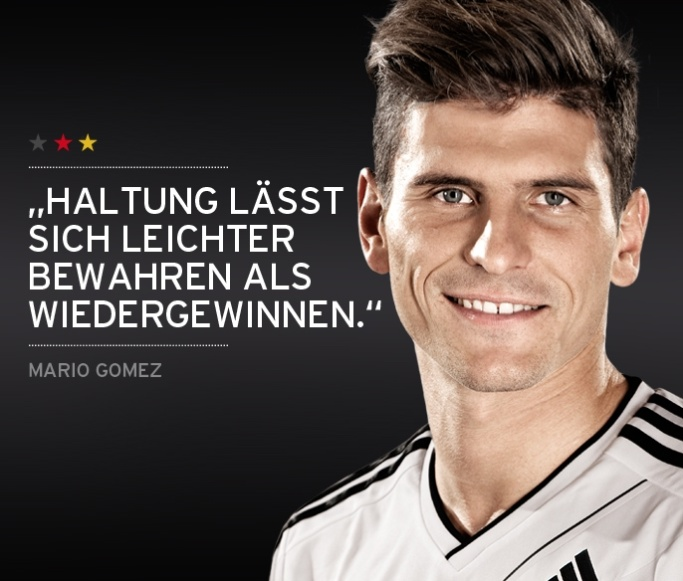 „HALTUNG LÄSST
SICH LEICHTER
BEWAHREN ALS
WIEDERGEWINNEN.“
MARIO GOMEZ